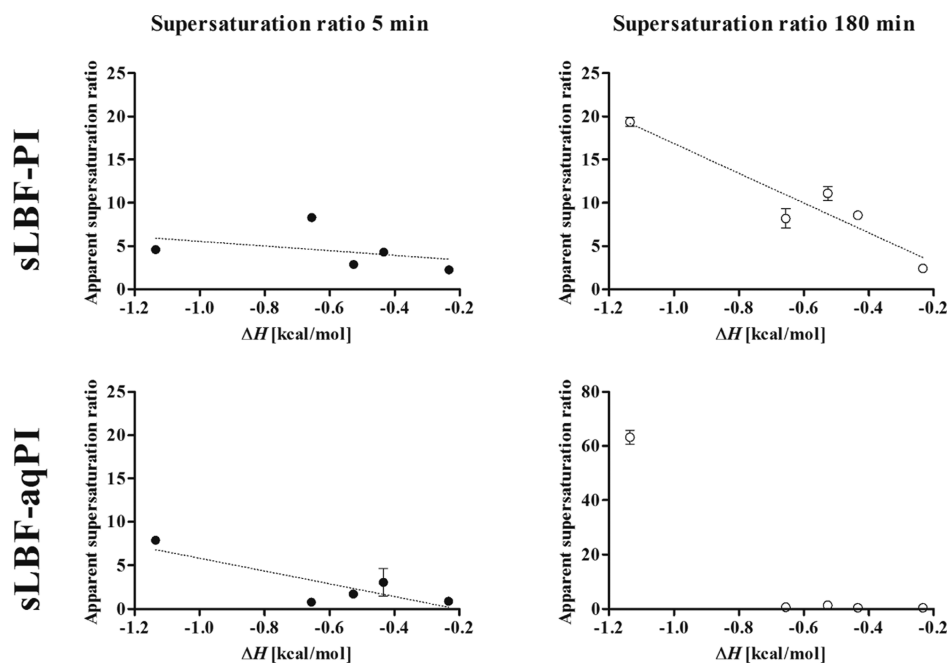 Supersaturation ratio 5 min
Supersaturation ratio 180 min
sLBF-PI
Apparent supersaturation ratio
25
20
15
10
5
0
-1.2 -1.0 -0.8 -0.6 -0.4 -0.2
ΔH [kcal/mol]
Apparent supersaturation ratio
25
20
15
10
5
0
-1.2 -1.0 -0.8 -0.6 -0.4 -0.2
ΔH [kcal/mol]
sLBF-aqPI
Apparent supersaturation ratio
25
20
15
10
5
0
-1.2 -1.0 -0.8 -0.6 -0.4 -0.2
ΔH [kcal/mol]
Apparent supersaturation ratio
80
60
40
20
0
-1.2 -1.0 -0.8 -0.6 -0.4 -0.2
ΔH [kcal/mol]